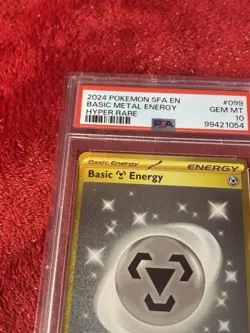 2024 POKEMON SFA EN #099
BASIC METAL ENERGY GEM MT
HYPER RARE 10
PSA 99421054
Basic Energy ENERGY
Basic Energy